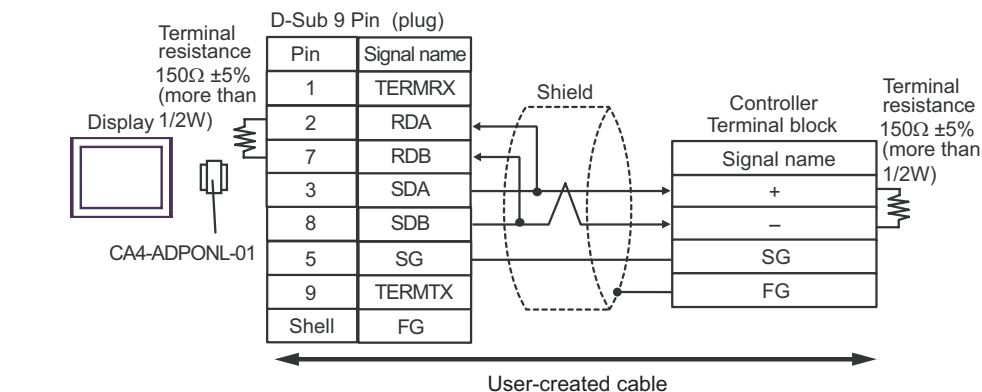 D-Sub 9 Pin (plug)
Terminal
resistance
150Ω ±5%
(more than
1/2W)
Display
CA4-ADPONL-01
Pin Signal name
1 TERMRX
2 RDA
7 RDB
3 SDA
8 SDB
5 SG
9 TERMTX
Shell FG
Shield
Controller
Terminal block
Signal name
+
–
SG
FG
Terminal
resistance
150Ω ±5%
(more than
1/2W)
User-created cable